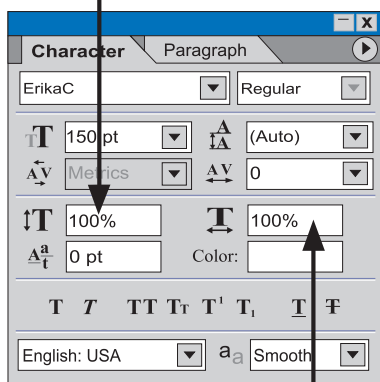 Character Paragraph
ErikaC Regular
T T 150 pt A A (Auto)
A V Metrics A V 0
T 100% T 100%
A a t 0 pt Color:
T T TT Tt T1 T1 T T
English: USA a a Smooth